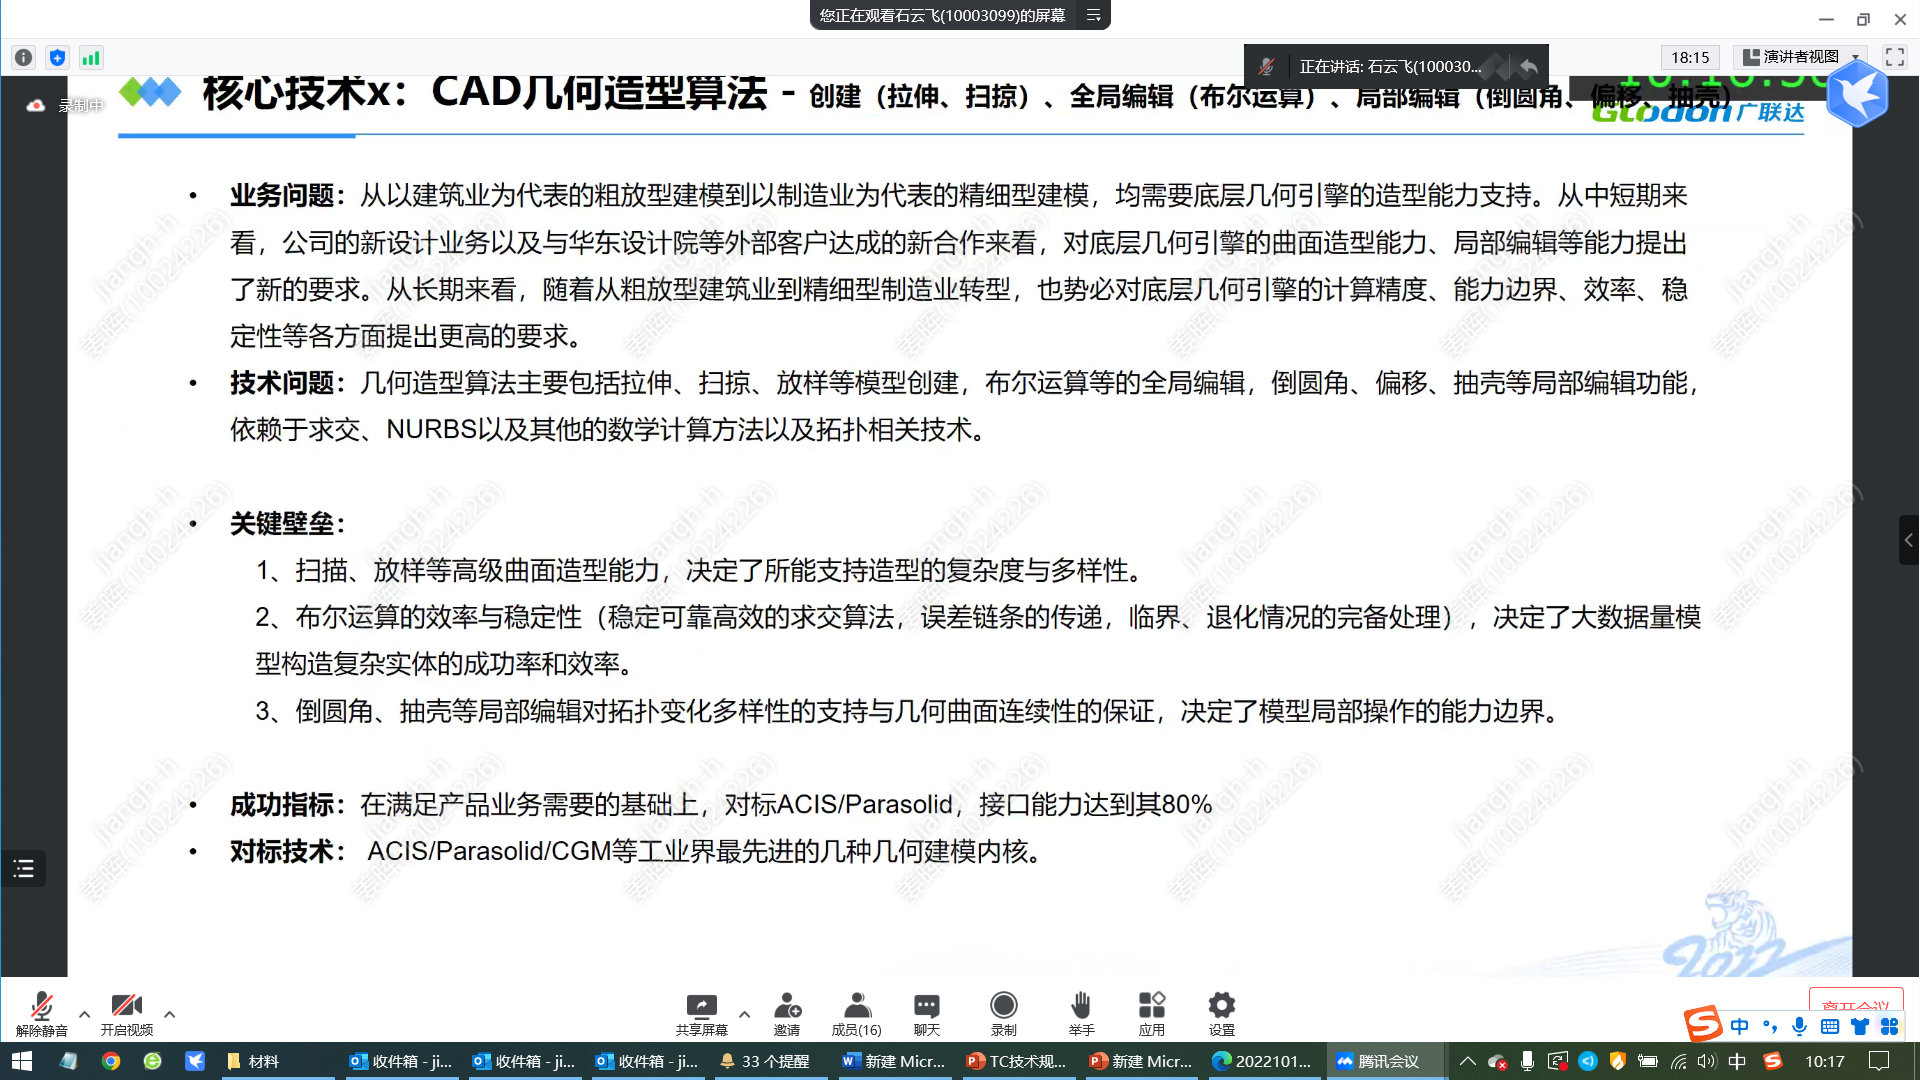 您正在观看石云飞(10003099)的屏幕
18:15
演讲者视图
正在讲话: 石云飞(100030...
录制中
核心技术x：CAD几何造型算法 - 创建（拉伸、扫掠）、全局编辑（布尔运算）、局部编辑（倒圆角、偏移、抽壳）
Glodon广联达
• 业务问题：从以建筑业为代表的粗放型建模到以制造业为代表的精细型建模，均需要底层几何引擎的造型能力支持。从中短期来
看，公司的新设计业务以及与华东设计院等外部客户达成的新合作来看，对底层几何引擎的曲面造型能力、局部编辑等能力提出
了新的要求。从长期来看，随着从粗放型建筑业到精细型制造业转型，也势必对底层几何引擎的计算精度、能力边界、效率、稳
定性等各方面提出更高的要求。
• 技术问题：几何造型算法主要包括拉伸、扫掠、放样等模型创建，布尔运算等的全局编辑，倒圆角、偏移、抽壳等局部编辑功能，
依赖于求交、NURBS以及其他的数学计算方法以及拓扑相关技术。
• 关键壁垒：
1、扫描、放样等高级曲面造型能力，决定了所能支持造型的复杂度与多样性。
2、布尔运算的效率与稳定性（稳定可靠高效的求交算法，误差链条的传递，临界、退化情况的完备处理），决定了大数据量模
型构造复杂实体的成功率和效率。
3、倒圆角、抽壳等局部编辑对拓扑变化多样性的支持与几何曲面连续性的保证，决定了模型局部操作的能力边界。
• 成功指标：在满足产品业务需要的基础上，对标ACIS/Parasolid，接口能力达到其80%
• 对标技术： ACIS/Parasolid/CGM等工业界最先进的几种几何建模内核。
jiangh-h
(10024226)
2022
解除静音 开启视频 共享屏幕 邀请 成员(16) 聊天 录制 举手 应用 设置 离开会议
中
材料 收件箱 - ji... 收件箱 - ji... 收件箱 - ji... 33 个提醒 新建 Micr... TC技术规... 新建 Micr... 2022101... 腾讯会议 中 10:17